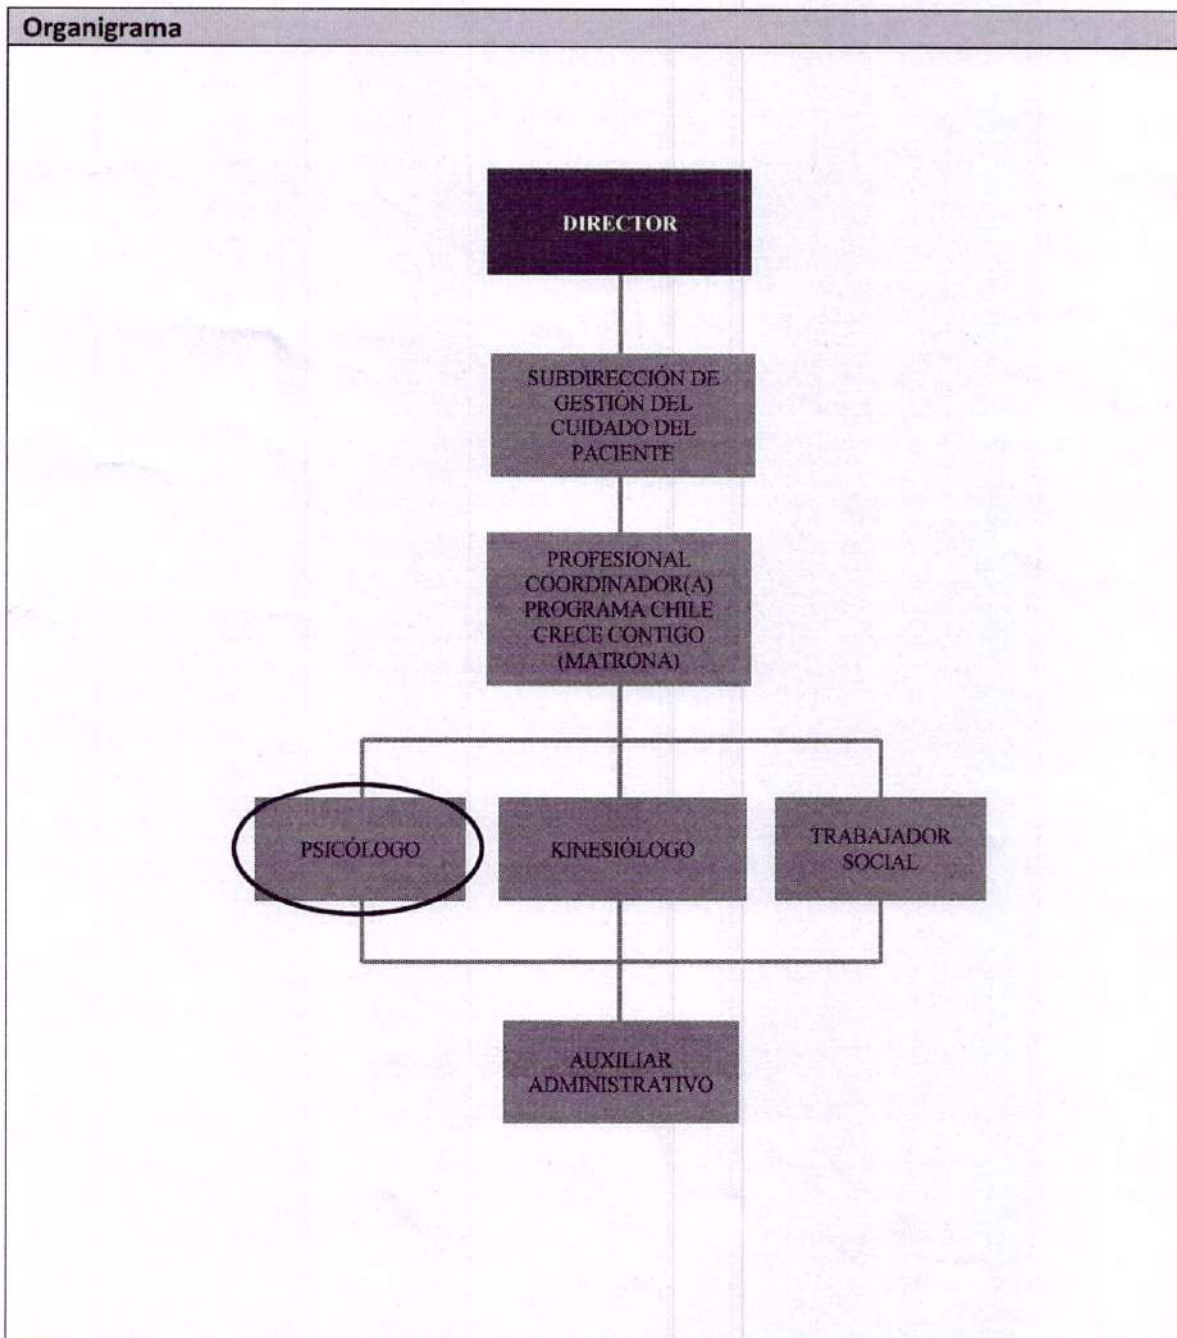 Organigrama
DIRECTOR
SUBDIRECCIÓN DE
GESTIÓN DEL
CUIDADO DEL
PACIENTE
PROFESIONAL
COORDINADOR(A)
PROGRAMA CHILE
CRECE CONTIGO
(MATRONA)
PSICÓLOGO
KINESIÓLOGO
TRABAJADOR
SOCIAL
AUXILIAR
ADMINISTRATIVO